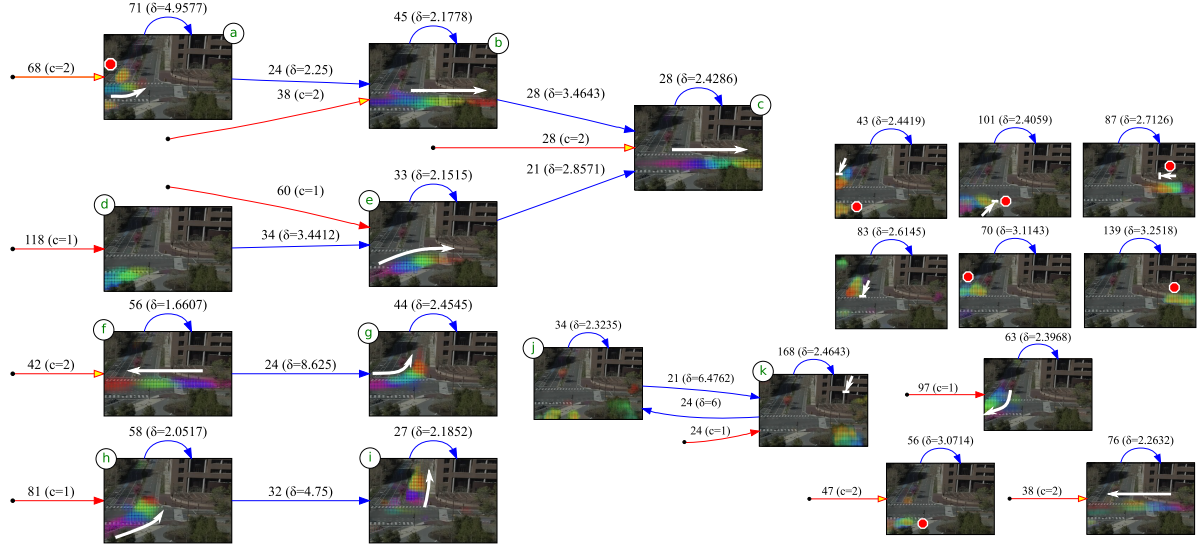 71 (δ=4.9577)
a
68 (c=2)
24 (δ=2.25)
38 (c=2)
45 (δ=2.1778)
b
28 (δ=3.4643)
28 (c=2)
21 (δ=2.8571)
28 (δ=2.4286)
c
60 (c=1)
d
118 (c=1)
34 (δ=3.4412)
33 (δ=2.1515)
e
56 (δ=1.6607)
f
42 (c=2)
24 (δ=8.625)
44 (δ=2.4545)
g
58 (δ=2.0517)
h
81 (c=1)
32 (δ=4.75)
27 (δ=2.1852)
i
34 (δ=2.3235)
j
21 (δ=6.4762)
24 (δ=6)
24 (c=1)
168 (δ=2.4643)
k
43 (δ=2.4419)
101 (δ=2.4059)
87 (δ=2.7126)
83 (δ=2.6145)
70 (δ=3.1143)
139 (δ=3.2518)
63 (δ=2.3968)
97 (c=1)
56 (δ=3.0714)
47 (c=2)
76 (δ=2.2632)
38 (c=2)